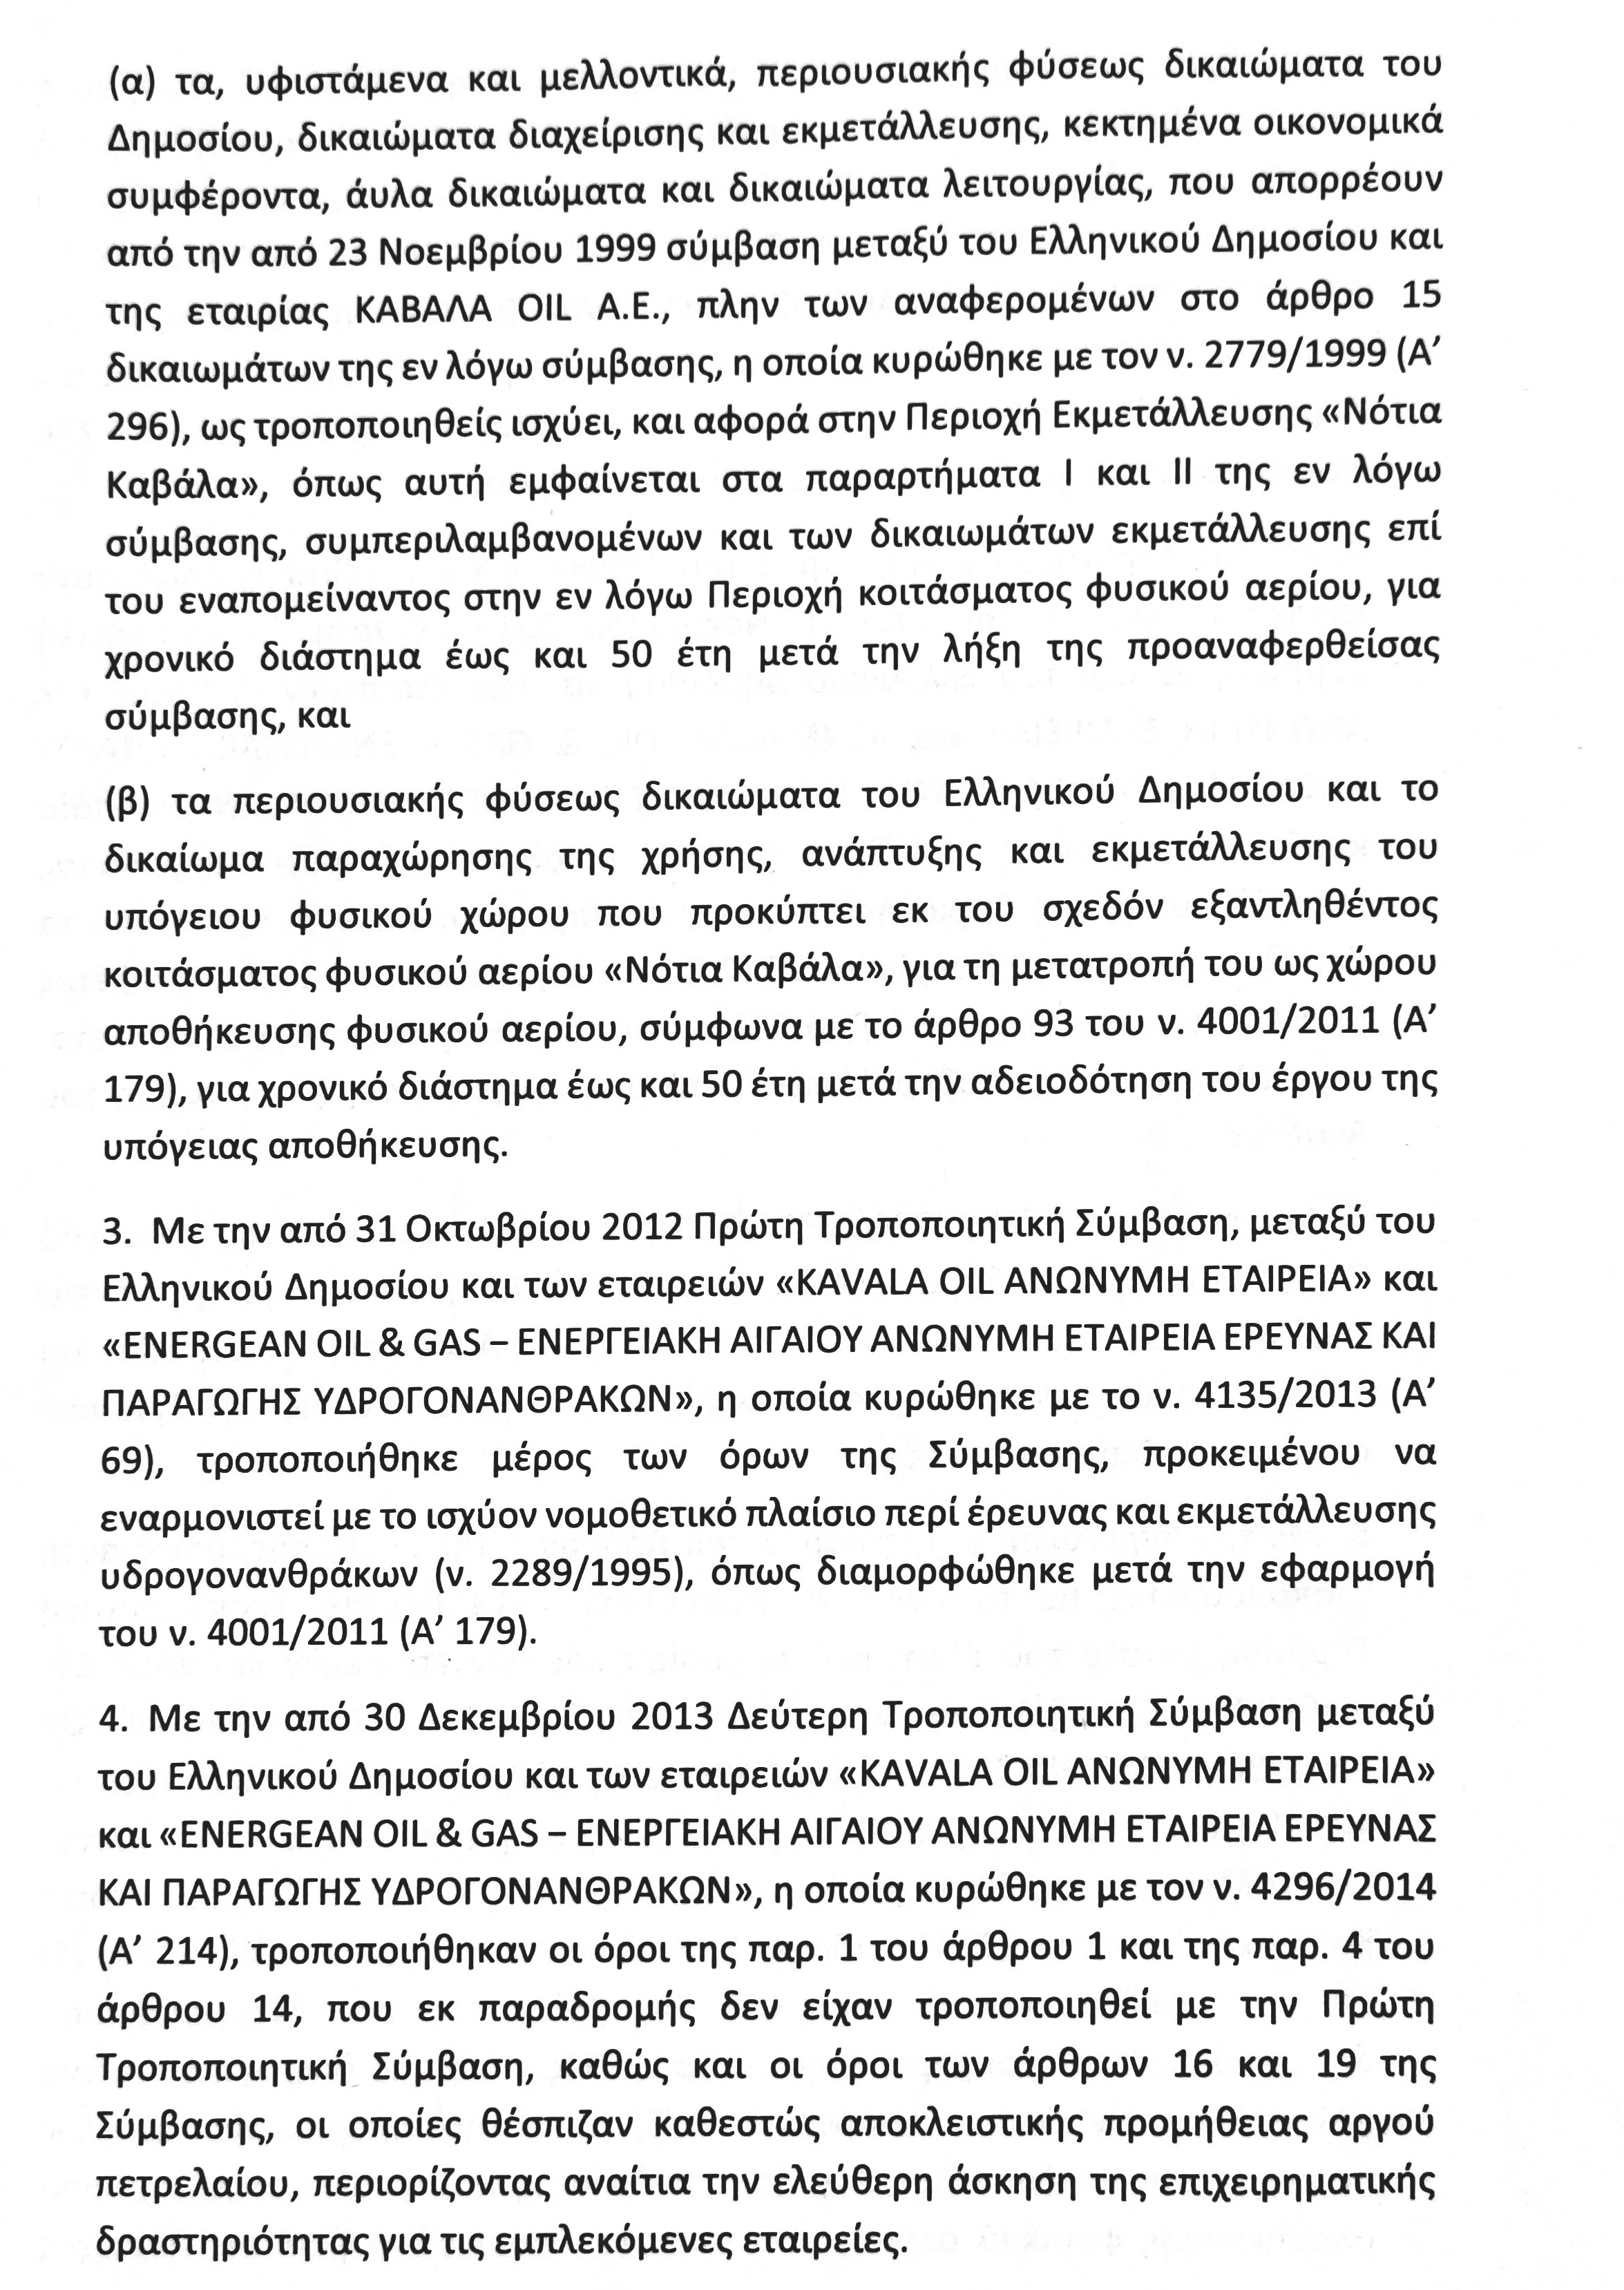 (α) τα, υφιστάμενα και μελλοντικά, περιουσιακής φύσεως δικαιώματα του
Δημοσίου, δικαιώματα διαχείρισης και εκμετάλλευσης, κεκτημένα οικονομικά
συμφέροντα, άυλα δικαιώματα και δικαιώματα λειτουργίας, που απορρέουν
από την από 23 Νοεμβρίου 1999 σύμβαση μεταξύ του Ελληνικού Δημοσίου και
της εταιρίας ΚΑΒΑΛΑ OIL A.E., πλην των αναφερομένων στο άρθρο 15
δικαιωμάτων της εν λόγω σύμβασης, η οποία κυρώθηκε με τον ν. 2779/1999 (Α’
296), ως τροποποιηθείς ισχύει, και αφορά στην Περιοχή Εκμετάλλευσης «Νότια
Καβάλα», όπως αυτή εμφαίνεται στα παραρτήματα Ι και ΙΙ της εν λόγω
σύμβασης, συμπεριλαμβανομένων και των δικαιωμάτων εκμετάλλευσης επί
του εναπομείναντος στην εν λόγω Περιοχή κοιτάσματος φυσικού αερίου, για
χρονικό διάστημα έως και 50 έτη μετά την λήξη της προαναφερθείσας
σύμβασης, και
(β) τα περιουσιακής φύσεως δικαιώματα του Ελληνικού Δημοσίου και το
δικαίωμα παραχώρησης της χρήσης, ανάπτυξης και εκμετάλλευσης του
υπόγειου φυσικού χώρου που προκύπτει εκ του σχεδόν εξαντληθέντος
κοιτάσματος φυσικού αερίου «Νότια Καβάλα», για τη μετατροπή του ως χώρου
αποθήκευσης φυσικού αερίου, σύμφωνα με το άρθρο 93 του ν. 4001/2011 (Α’
179), για χρονικό διάστημα έως και 50 έτη μετά την αδειοδότηση του έργου της
υπόγειας αποθήκευσης.
3. Με την από 31 Οκτωβρίου 2012 Πρώτη Τροποποιητική Σύμβαση, μεταξύ του
Ελληνικού Δημοσίου και των εταιρειών «KAVALA OIL ΑΝΩΝΥΜΗ ΕΤΑΙΡΕΙΑ» και
«ENERGEAN OIL & GAS – ΕΝΕΡΓΕΙΑΚΗ ΑΙΓΑΙΟΥ ΑΝΩΝΥΜΗ ΕΤΑΙΡΕΙΑ ΕΡΕΥΝΑΣ ΚΑΙ
ΠΑΡΑΓΩΓΗΣ ΥΔΡΟΓΟΝΑΝΘΡΑΚΩΝ», η οποία κυρώθηκε με το ν. 4135/2013 (Α’
69), τροποποιήθηκε μέρος των όρων της Σύμβασης, προκειμένου να
εναρμονιστεί με το ισχύον νομοθετικό πλαίσιο περί έρευνας και εκμετάλλευσης
υδρογονανθράκων (ν. 2289/1995), όπως διαμορφώθηκε μετά την εφαρμογή
του ν. 4001/2011 (Α’ 179).
4. Με την από 30 Δεκεμβρίου 2013 Δεύτερη Τροποποιητική Σύμβαση μεταξύ
του Ελληνικού Δημοσίου και των εταιρειών «KAVALA OIL ΑΝΩΝΥΜΗ ΕΤΑΙΡΕΙΑ»
και «ENERGEAN OIL & GAS – ΕΝΕΡΓΕΙΑΚΗ ΑΙΓΑΙΟΥ ΑΝΩΝΥΜΗ ΕΤΑΙΡΕΙΑ ΕΡΕΥΝΑΣ
ΚΑΙ ΠΑΡΑΓΩΓΗΣ ΥΔΡΟΓΟΝΑΝΘΡΑΚΩΝ», η οποία κυρώθηκε με τον ν. 4296/2014
(Α’ 214), τροποποιήθηκαν οι όροι της παρ. 1 του άρθρου 1 και της παρ. 4 του
άρθρου 14, που εκ παραδρομής δεν είχαν τροποποιηθεί με την Πρώτη
Τροποποιητική Σύμβαση, καθώς και οι όροι των άρθρων 16 και 19 της
Σύμβασης, οι οποίες θέσπιζαν καθεστώς αποκλειστικής προμήθειας αργού
πετρελαίου, περιορίζοντας αναίτια την ελεύθερη άσκηση της επιχειρηματικής
δραστηριότητας για τις εμπλεκόμενες εταιρείες.